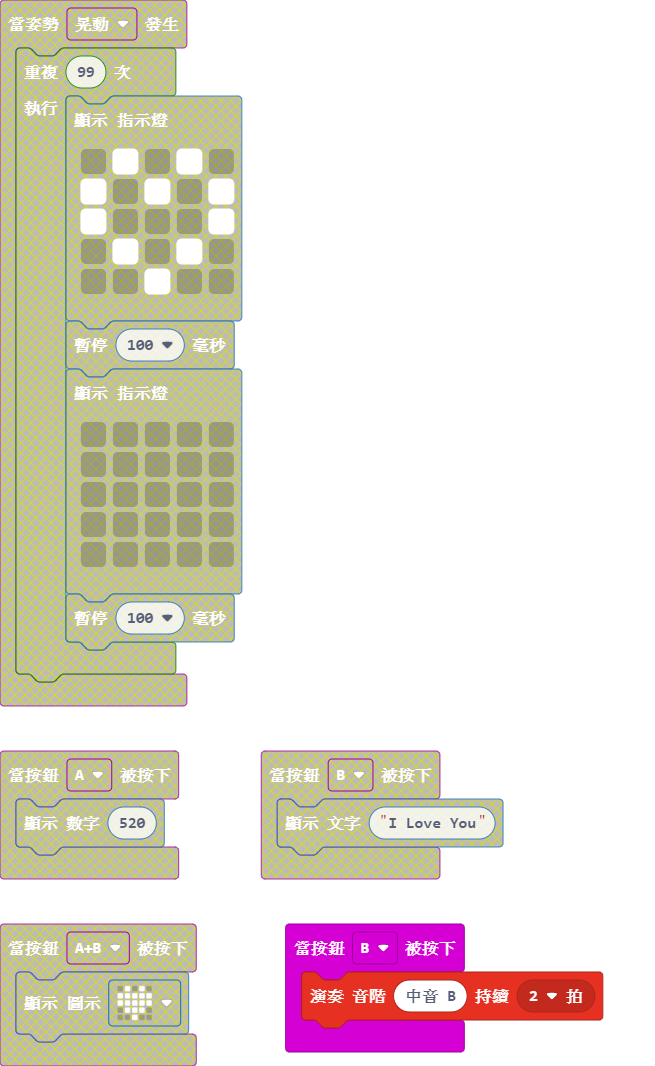 當姿勢 晃動 發生
重複 99 次
執行
顯示 指示燈
暫停 100 毫秒
顯示 指示燈
暫停 100 毫秒
當按鈕 A 被按下
顯示 數字 520
當按鈕 B 被按下
顯示 文字 "I Love You"
當按鈕 A+B 被按下
顯示 圖示
當按鈕 B 被按下
演奏 音階 中音 B 持續 2 拍